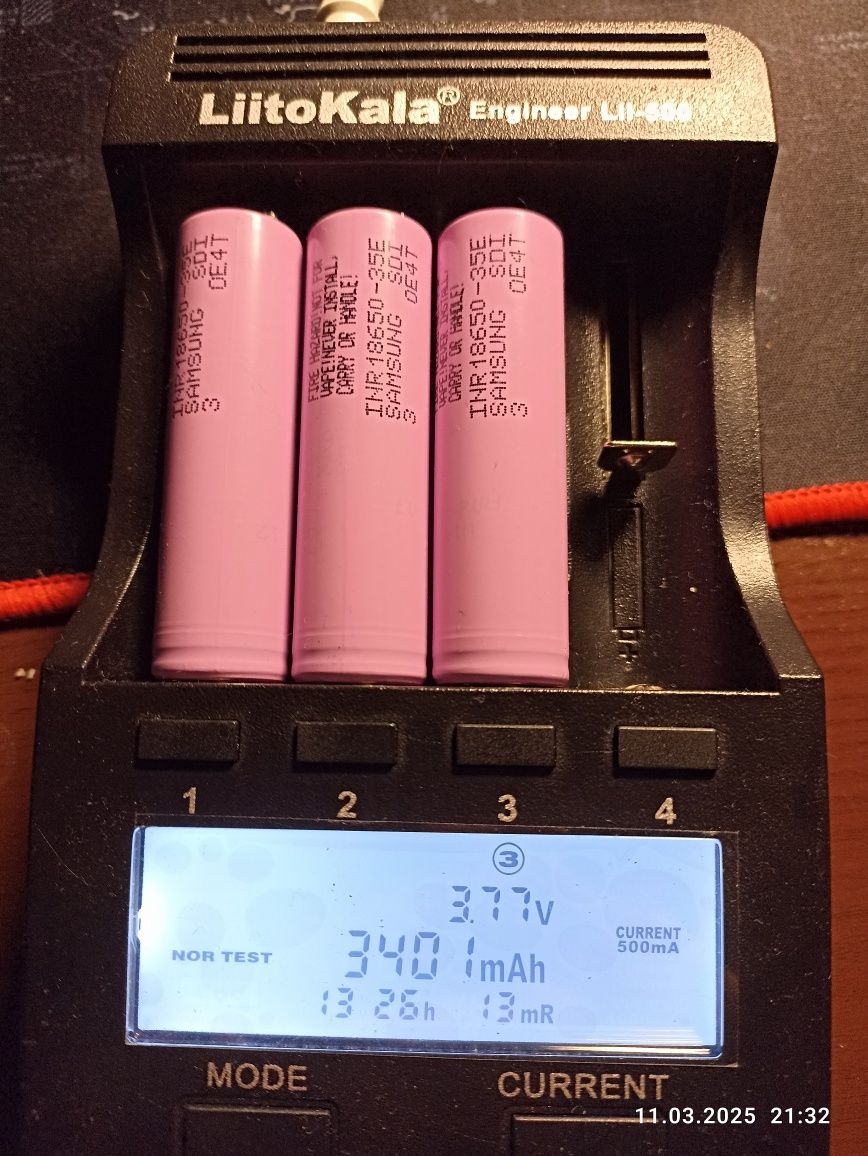 LiitoKala® Engineer Lii-500
INR18650-35E
SAMSUNG SDI
3 OE4T
FIRE HAZARD!NOT FOR
VAPE!NEVER INSTALL,
CARRY OR HANDLE!
INR18650-35E
SAMSUNG SDI
3 OE4T
VAPE!NEVER INSTALL,
CARRY OR HANDLE!
INR18650-35E
SAMSUNG SDI
3 OE4T
1 2 3 4
3
3.77V
NOR TEST
3401mAh
CURRENT
500mA
13 26h 13mR
MODE CURRENT
11.03.2025 21:32